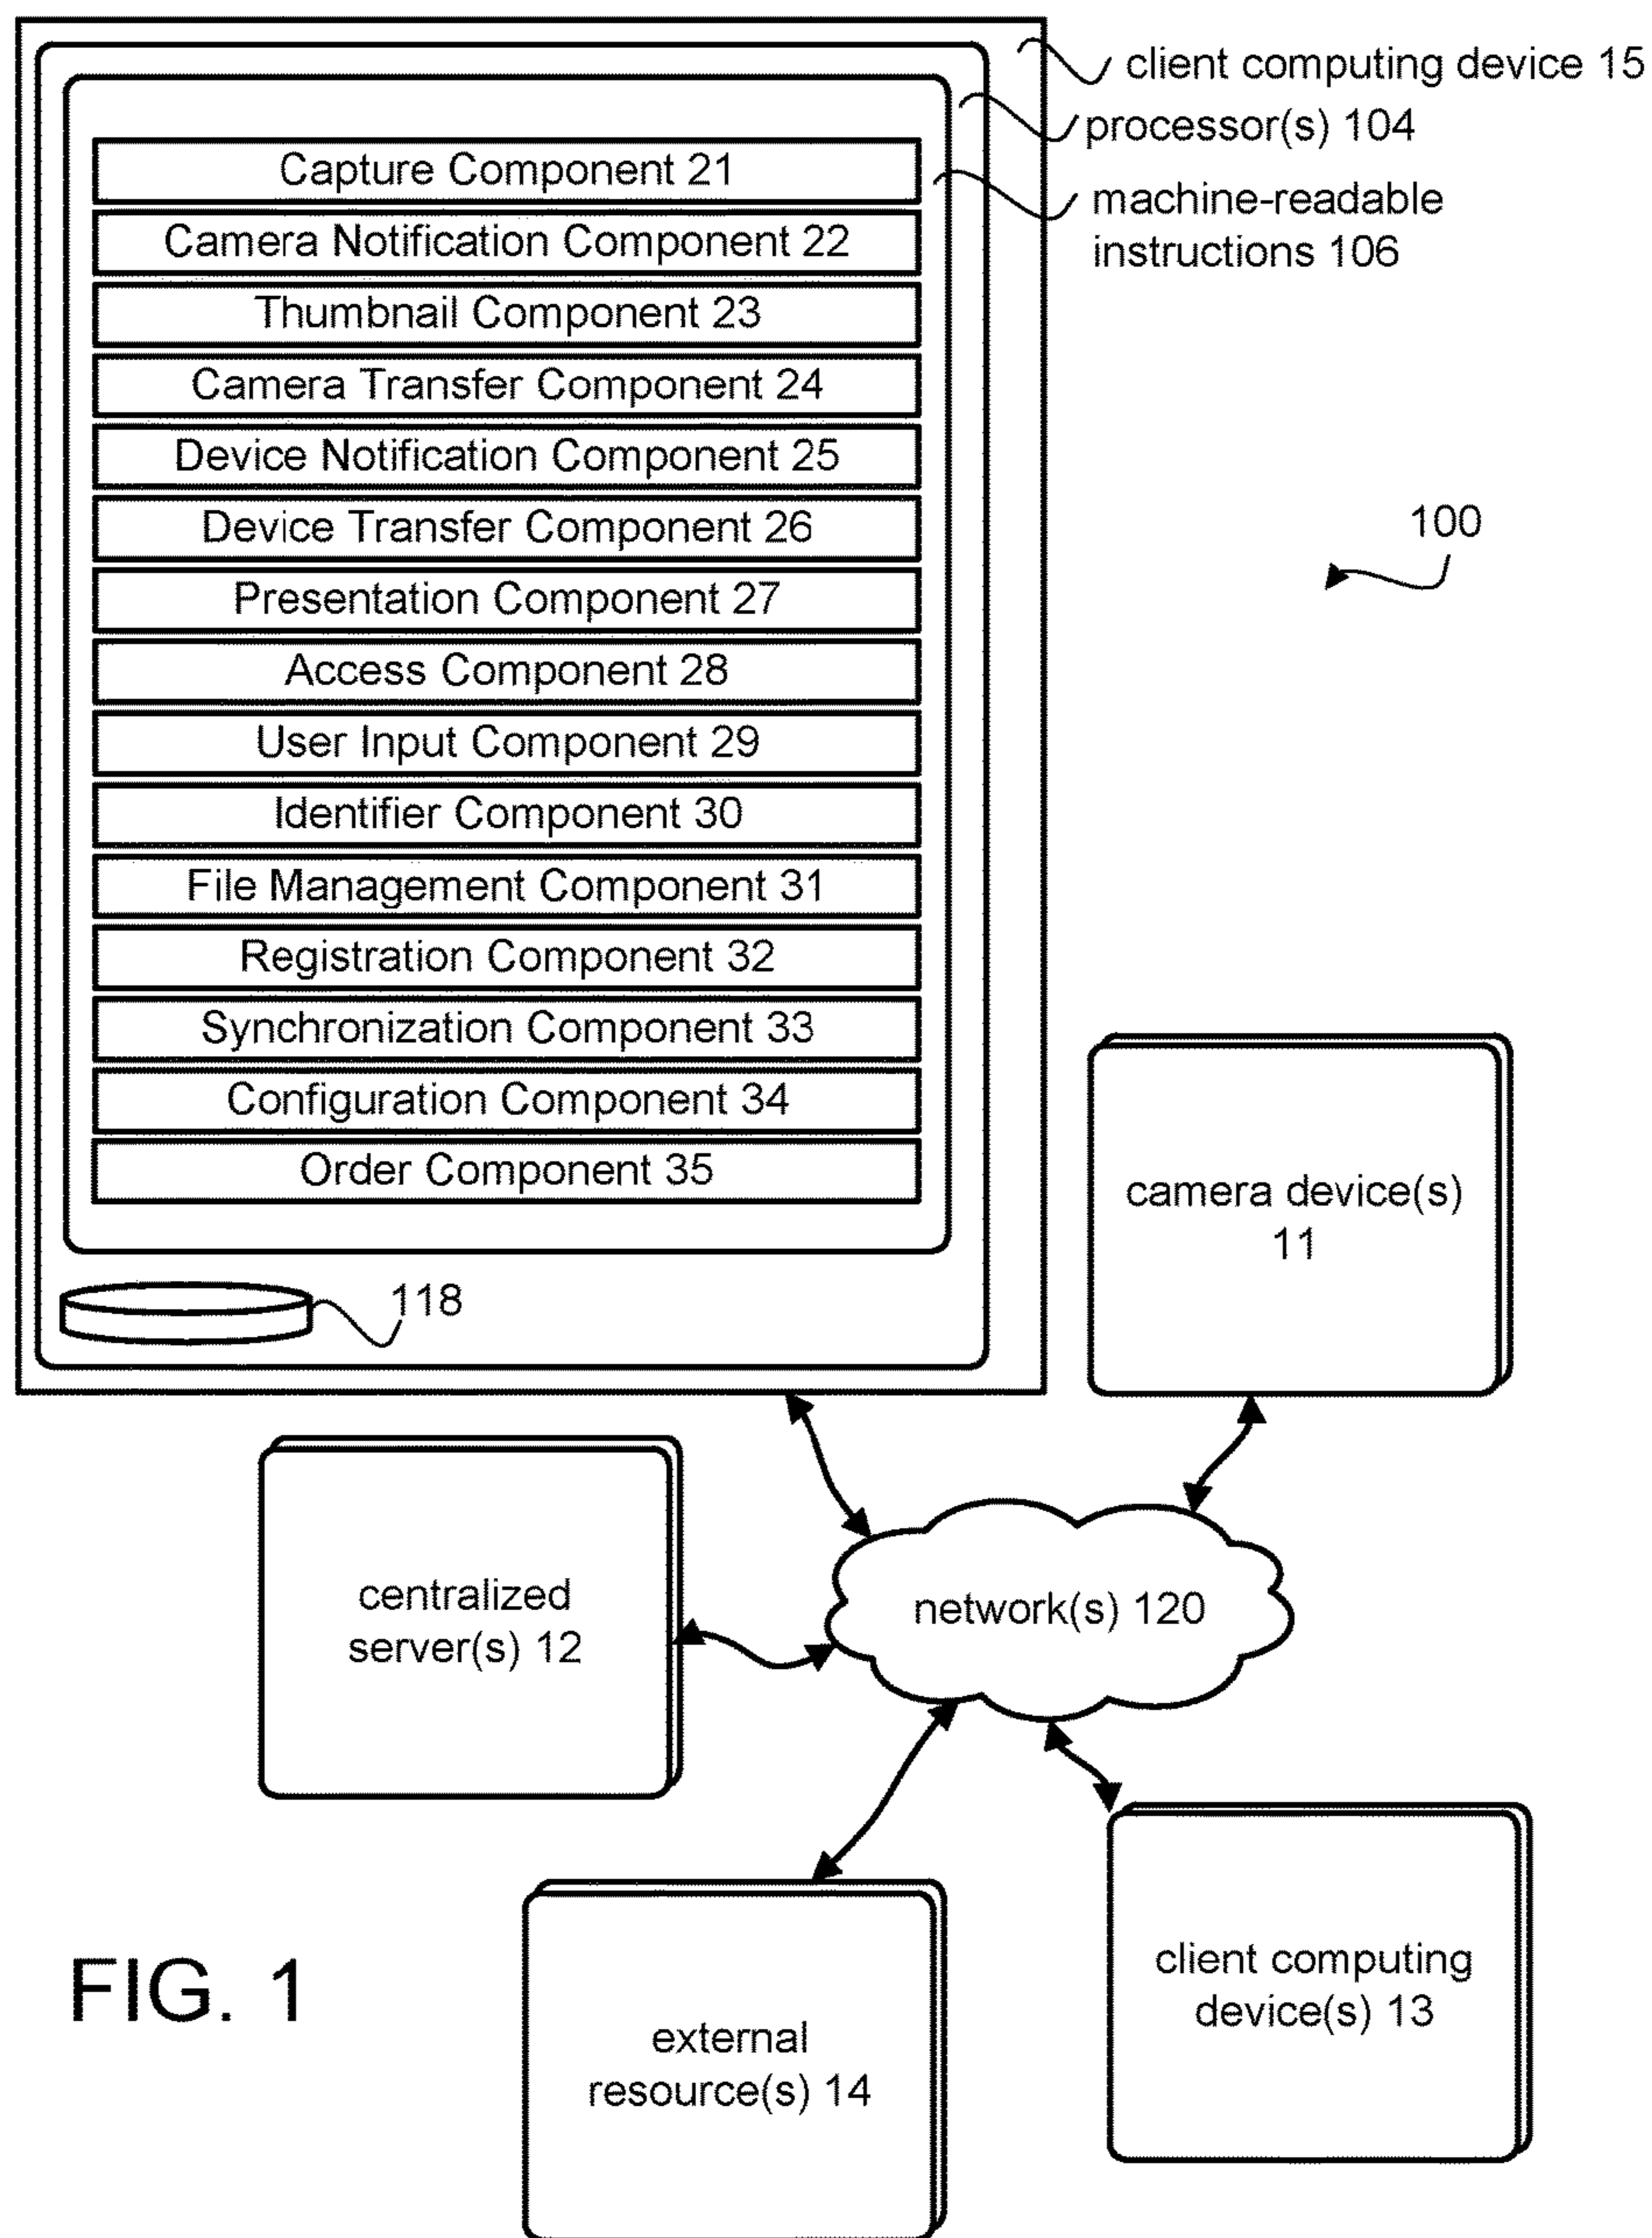 client computing device 15
processor(s) 104
machine-readable
instructions 106
Capture Component 21
Camera Notification Component 22
Thumbnail Component 23
Camera Transfer Component 24
Device Notification Component 25
Device Transfer Component 26
Presentation Component 27
Access Component 28
User Input Component 29
Identifier Component 30
File Management Component 31
Registration Component 32
Synchronization Component 33
Configuration Component 34
Order Component 35
118
100
camera device(s)
11
centralized
server(s) 12
network(s) 120
external
resource(s) 14
client computing
device(s) 13
FIG. 1